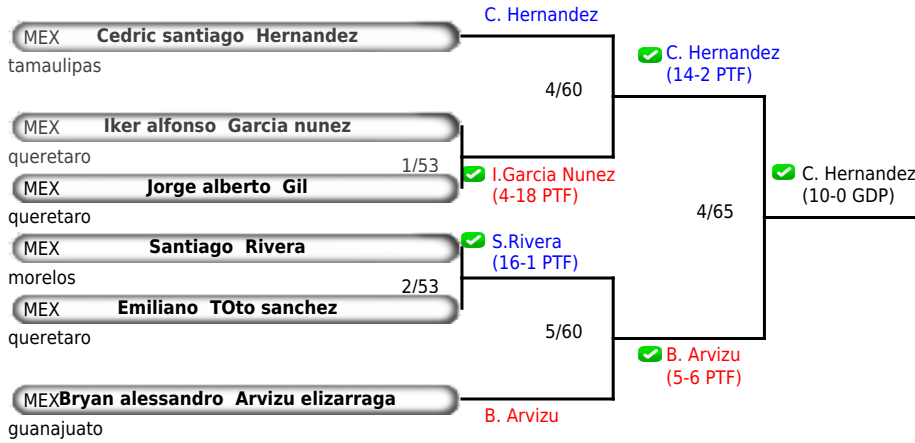 C. Hernandez
MEX Cedric santiago Hernandez
tamaulipas
C. Hernandez
(14-2 PTF)
4/60
MEX Iker alfonso Garcia nunez
queretaro
1/53
I.Garcia Nunez
(4-18 PTF)
MEX Jorge alberto Gil
queretaro
C. Hernandez
(10-0 GDP)
4/65
MEX Santiago Rivera
morelos
S.Rivera
(16-1 PTF)
2/53
MEX Emiliano TOto sanchez
queretaro
5/60
B. Arvizu
(5-6 PTF)
MEX Bryan alessandro Arvizu elizarraga
guanajuato
B. Arvizu